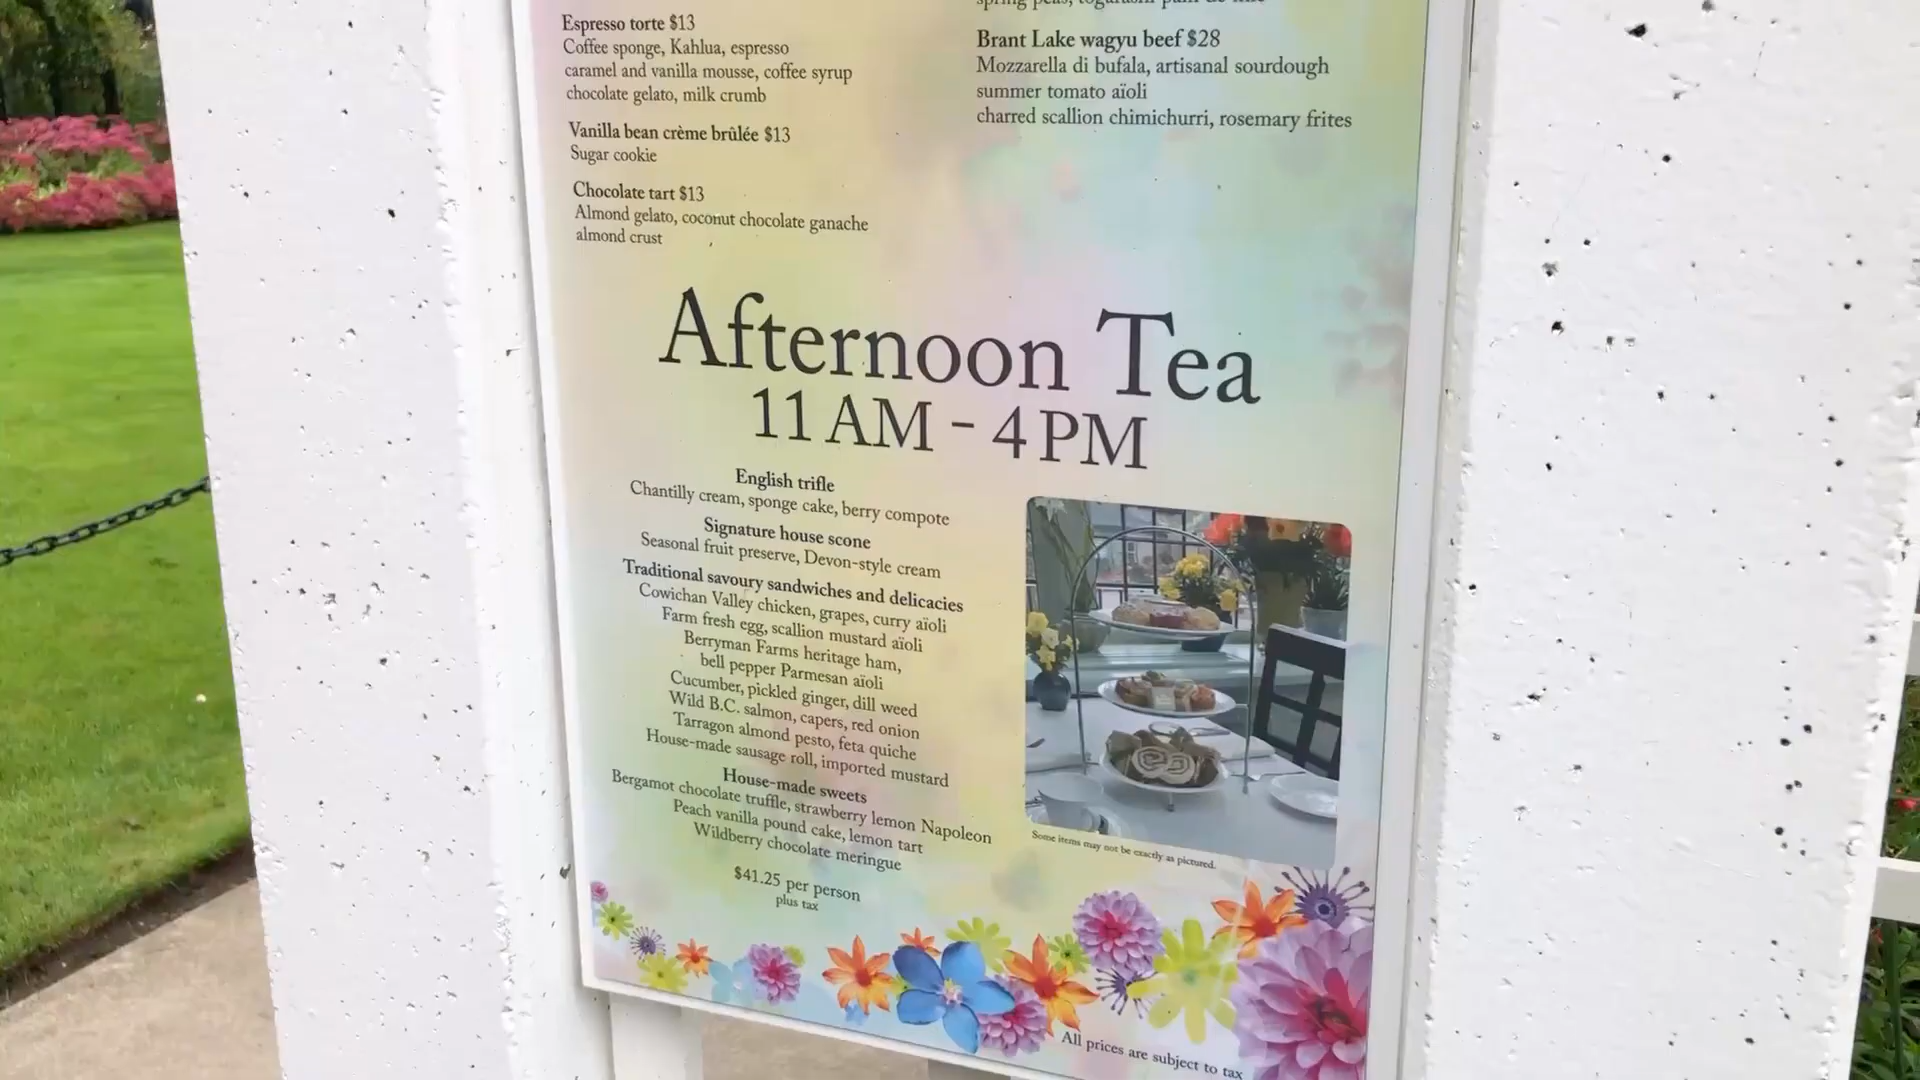 Espresso torte $13
Coffee sponge, Kahlua, espresso
caramel and vanilla mousse, coffee syrup
chocolate gelato, milk crumb
Vanilla bean crème brûlée $13
Sugar cookie
Chocolate tart $13
Almond gelato, coconut chocolate ganache
almond crust
Brant Lake wagyu beef $28
Mozzarella di bufala, artisanal sourdough
summer tomato aïoli
charred scallion chimichurri, rosemary frites
Afternoon Tea
11 AM - 4 PM
English trifle
Chantilly cream, sponge cake, berry compote
Signature house scone
Seasonal fruit preserve, Devon-style cream
Traditional savoury sandwiches and delicacies
Cowichan Valley chicken, grapes, curry aïoli
Farm fresh egg, scallion mustard aïoli
Berryman Farms heritage ham,
bell pepper Parmesan aïoli
Cucumber, pickled ginger, dill weed
Wild B.C. salmon, capers, red onion
Tarragon almond pesto, feta quiche
House-made sausage roll, imported mustard
House-made sweets
Bergamot chocolate truffle, strawberry lemon Napoleon
Peach vanilla pound cake, lemon tart
Wildberry chocolate meringue
$41.25 per person
plus tax
Some items may not be exactly as pictured.
All prices are subject to tax